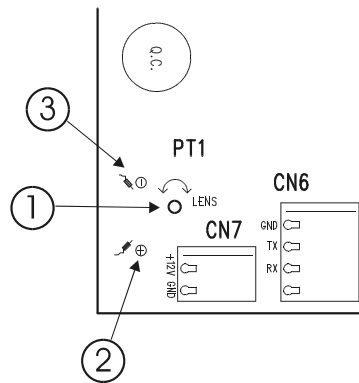 Q.C.
3
PT1
CN6
1
LENS
CN7
GND
TX
RX
+12V
GND
2